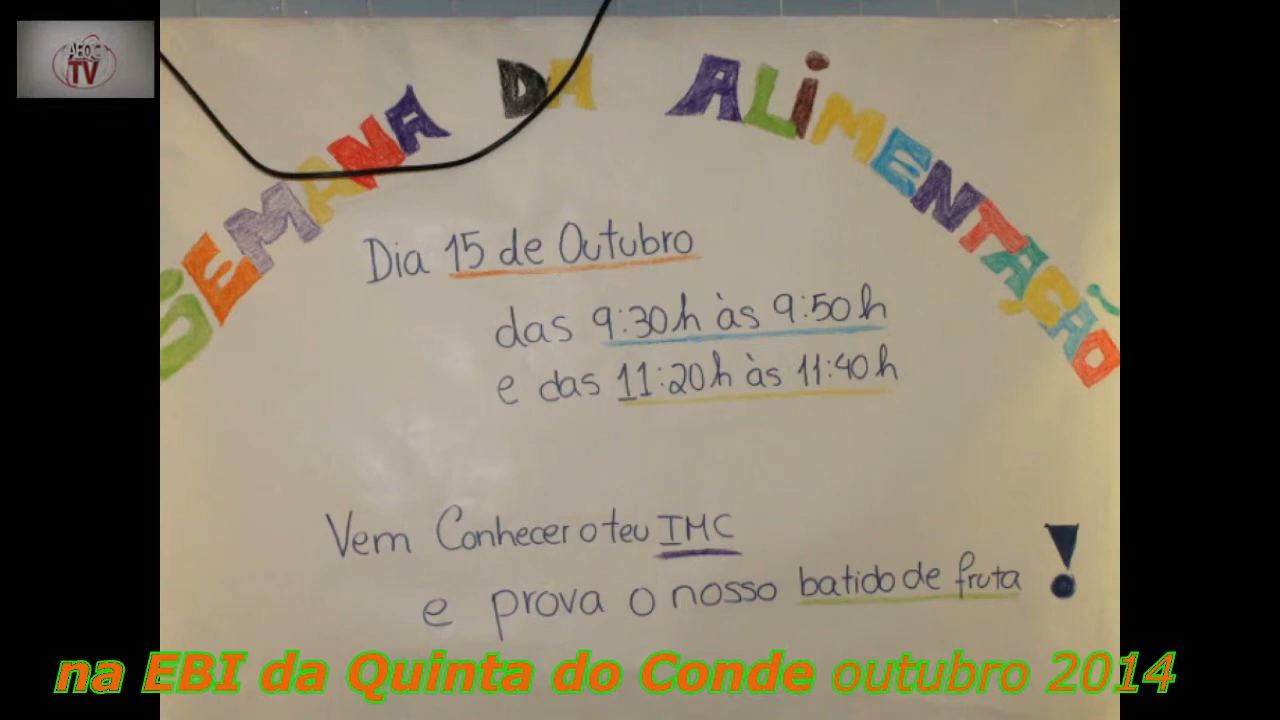 AEQC
TV
SEMANA DA ALIMENTAÇÃO
Dia 15 de Outubro
das 9:30h às 9:50h
e das 11:20h às 11:40h
Vem Conhecer o teu IMC
e prova o nosso batido de fruta !
na EBI da Quinta do Conde outubro 2014